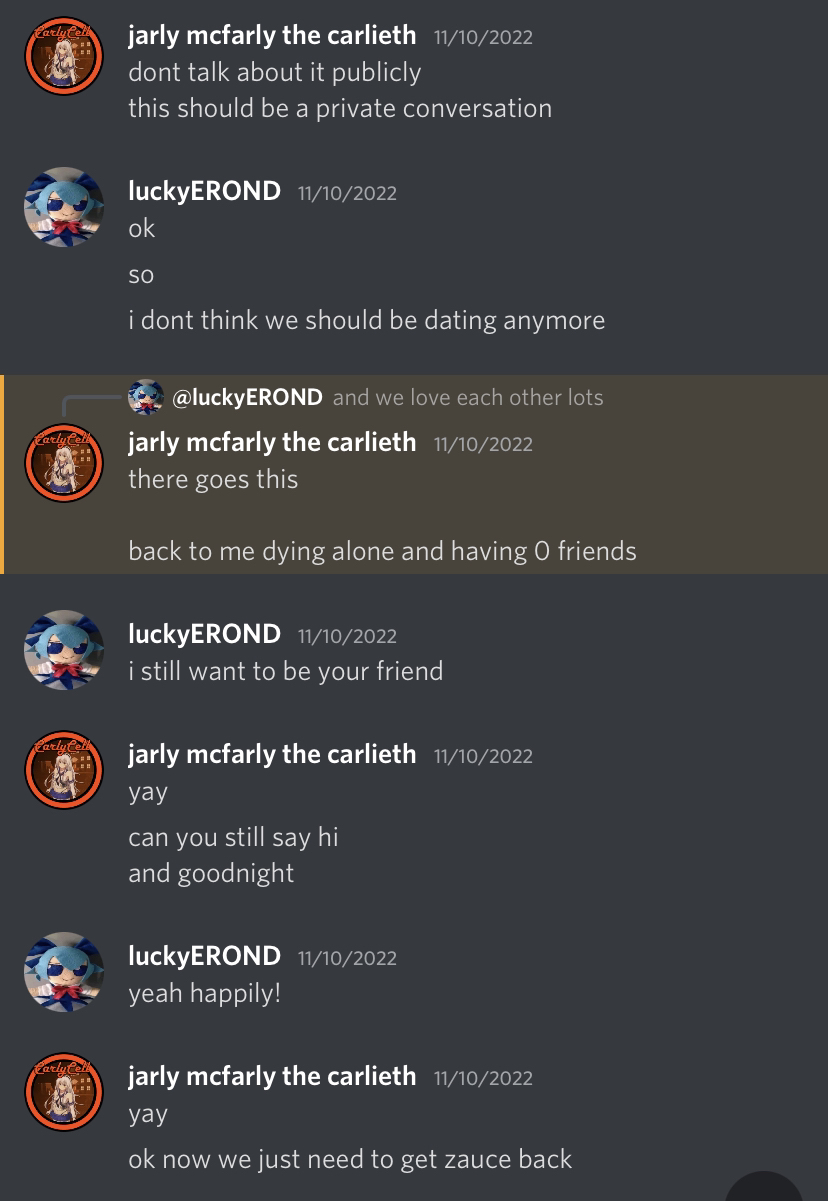 CarlyCell
jarly mcfarly the carlieth 11/10/2022
dont talk about it publicly
this should be a private conversation
luckyEROND 11/10/2022
ok
so
i dont think we should be dating anymore
@luckyEROND and we love each other lots
CarlyCell
jarly mcfarly the carlieth 11/10/2022
there goes this
back to me dying alone and having 0 friends
luckyEROND 11/10/2022
i still want to be your friend
CarlyCell
jarly mcfarly the carlieth 11/10/2022
yay
can you still say hi
and goodnight
luckyEROND 11/10/2022
yeah happily!
CarlyCell
jarly mcfarly the carlieth 11/10/2022
yay
ok now we just need to get zauce back